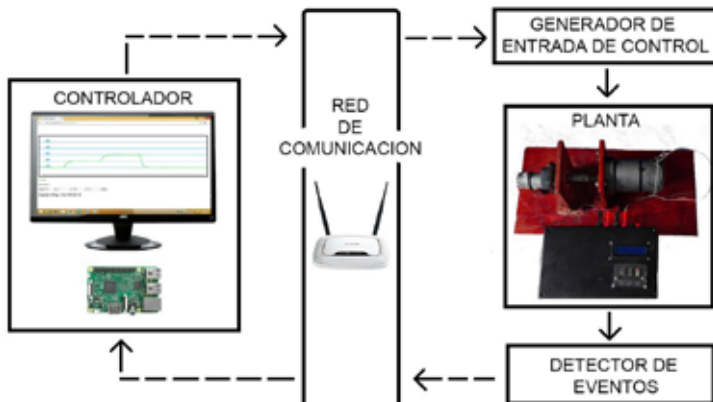 GENERADOR DE
ENTRADA DE CONTROL
CONTROLADOR
RED
DE
COMUNICACION
PLANTA
DETECTOR DE
EVENTOS